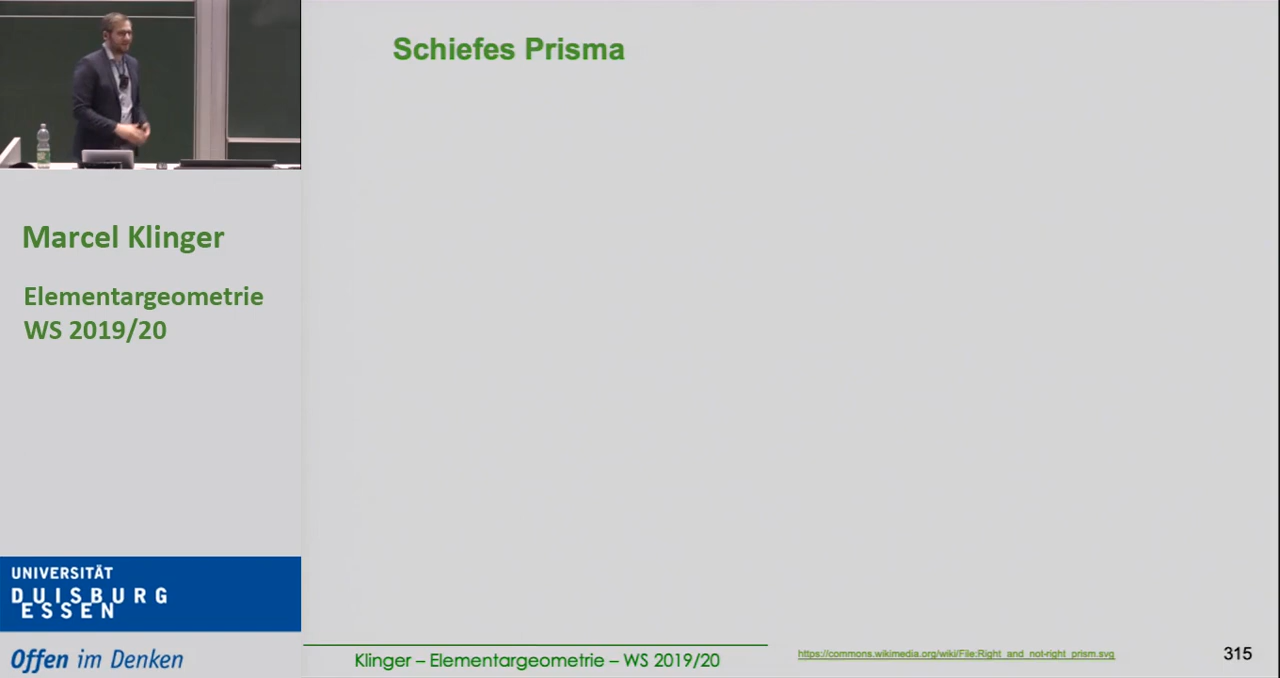 Schiefes Prisma
Marcel Klinger
Elementargeometrie
WS 2019/20
UNIVERSITÄT
DUISBURG
ESSEN
Offen im Denken
Klinger – Elementargeometrie – WS 2019/20
https://commons.wikimedia.org/wiki/File:Right_and_not-right_prism.svg
315